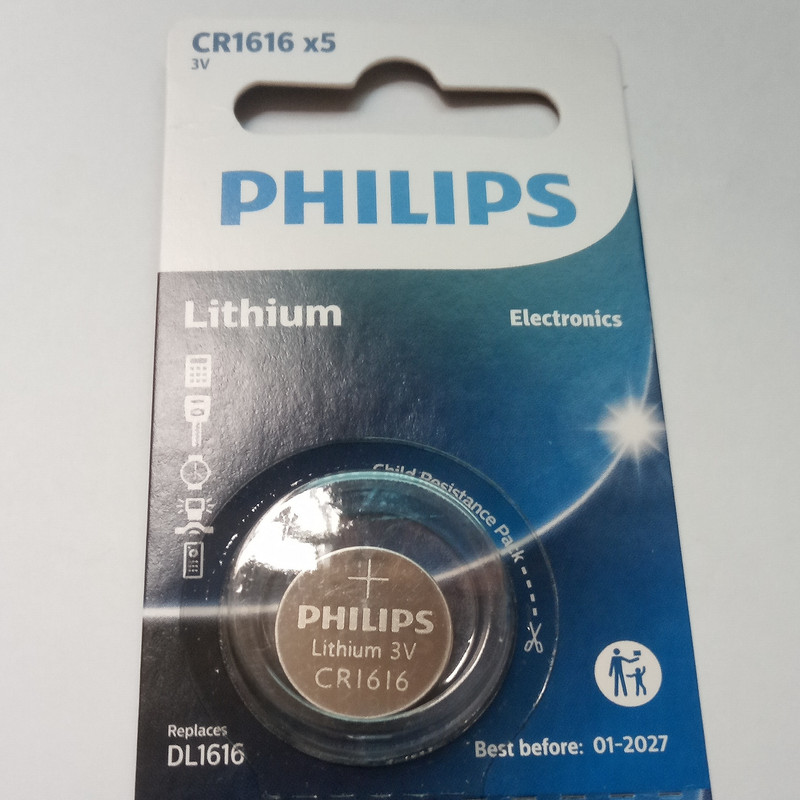 CR1616 x5
3V
PHILIPS
Lithium
Electronics
Child Resistance Pack
+
PHILIPS
Lithium 3V
CR1616
Replaces
DL1616
Best before: 01-2027